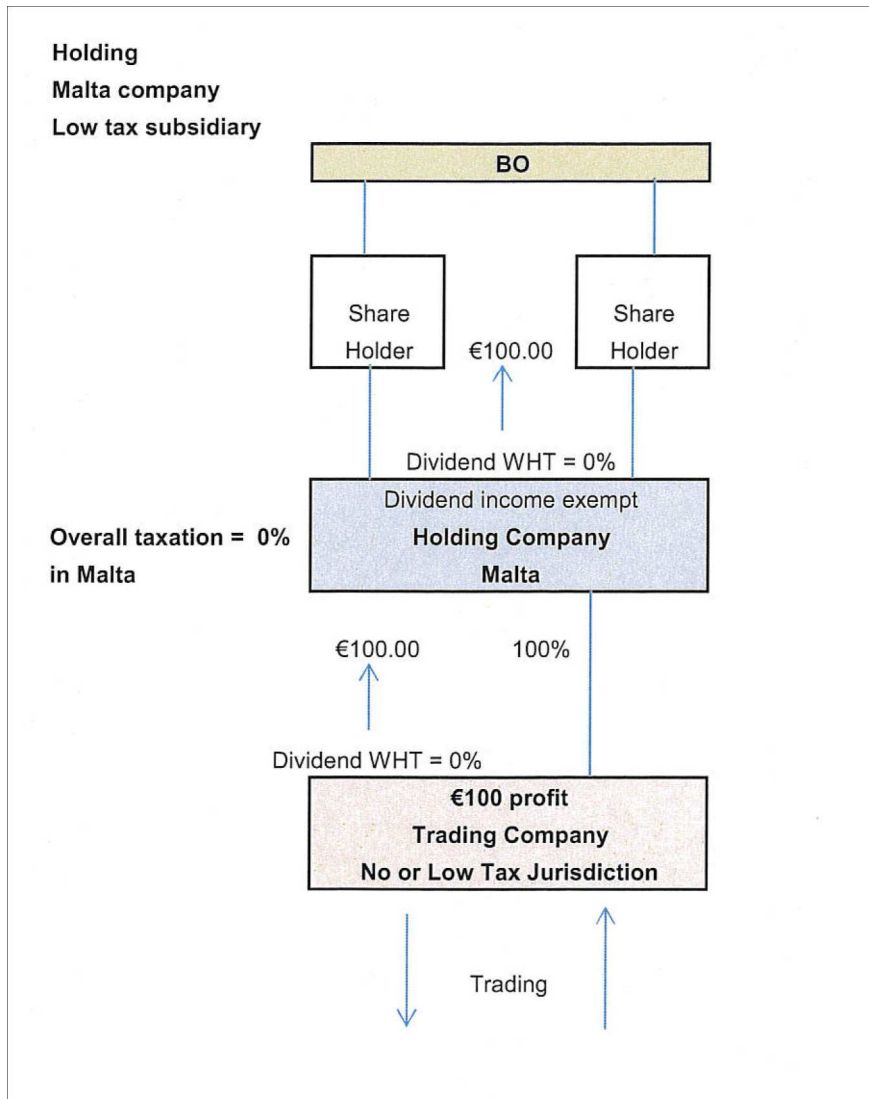 Holding
Malta company
Low tax subsidiary
BO
Share
Holder
€100.00
Share
Holder
Dividend WHT = 0%
Dividend income exempt
Holding Company
Malta
Overall taxation = 0%
in Malta
€100.00
100%
Dividend WHT = 0%
€100 profit
Trading Company
No or Low Tax Jurisdiction
Trading